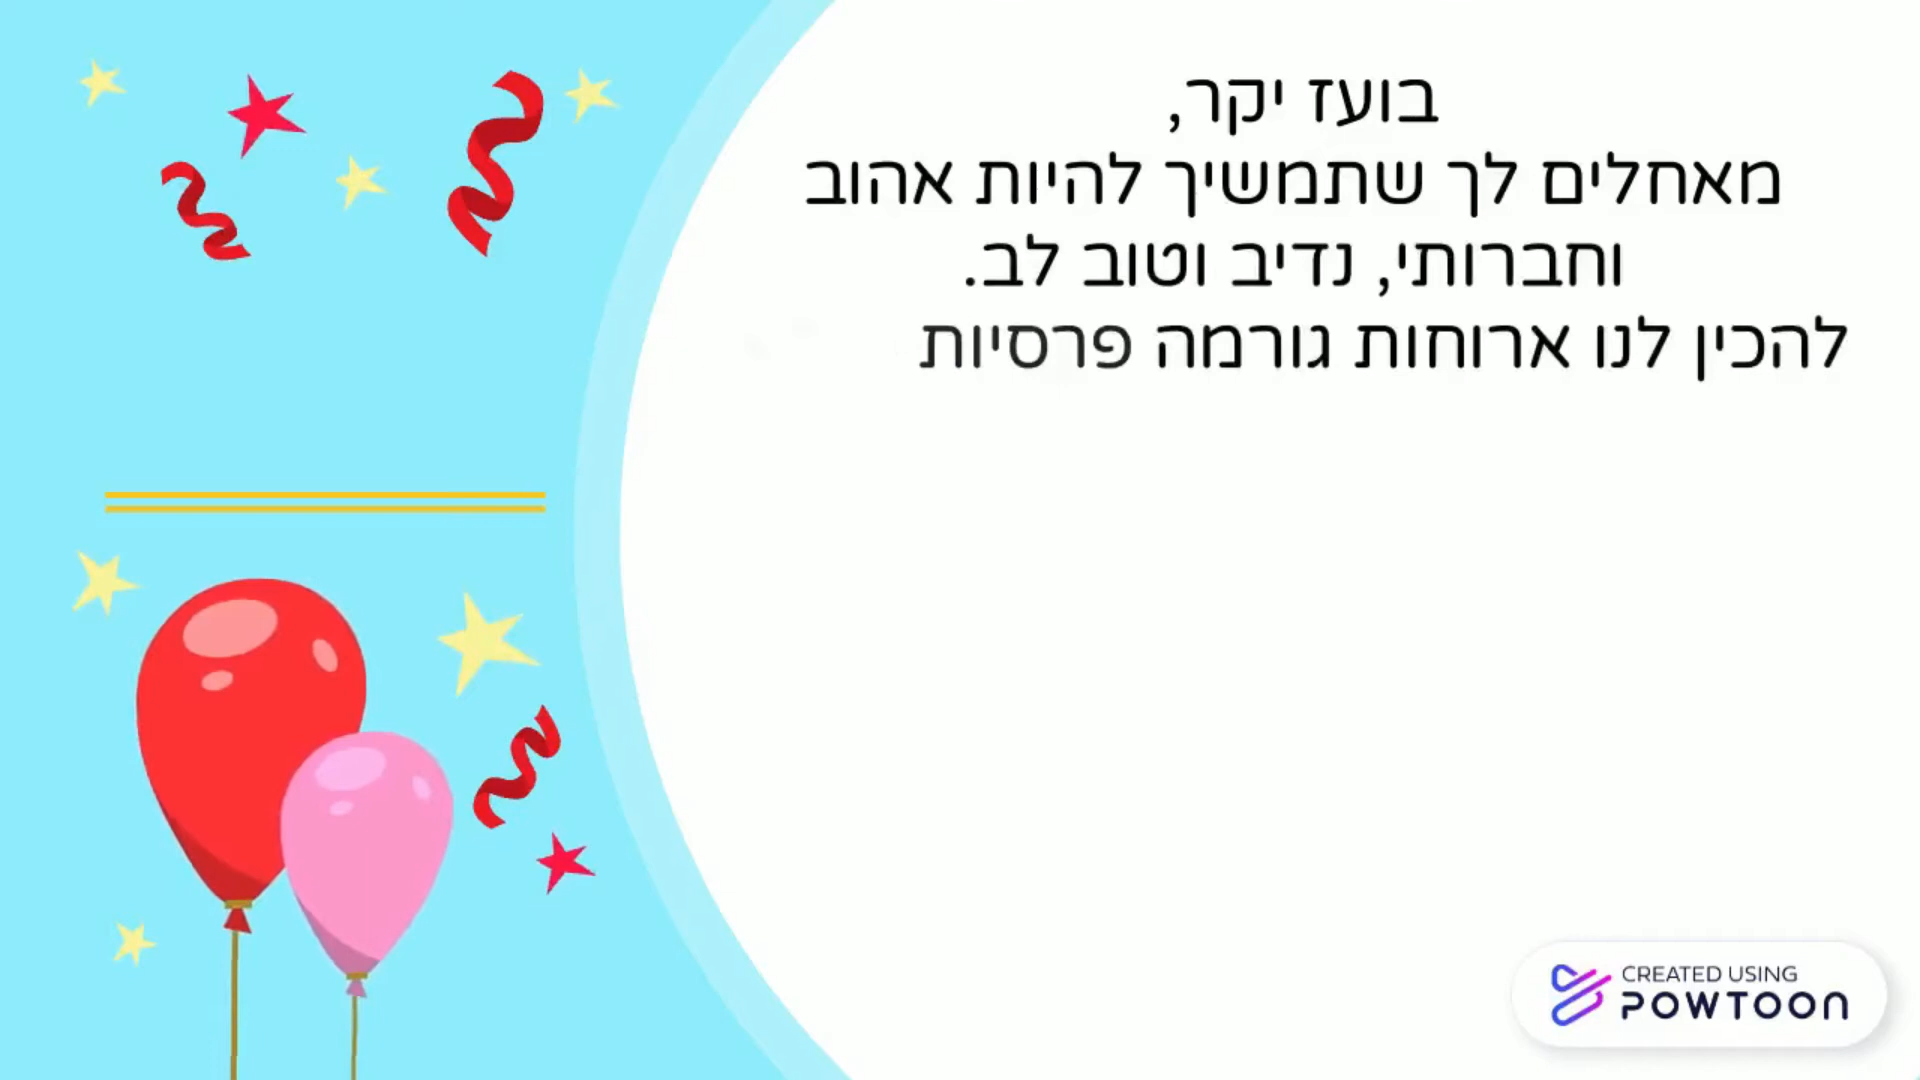 בועז יקר,
מאחלים לך שתמשיך להיות אהוב
וחברותי, נדיב וטוב לב.
להכין לנו ארוחות גורמה פרסיות
CREATED USING
POWTOON